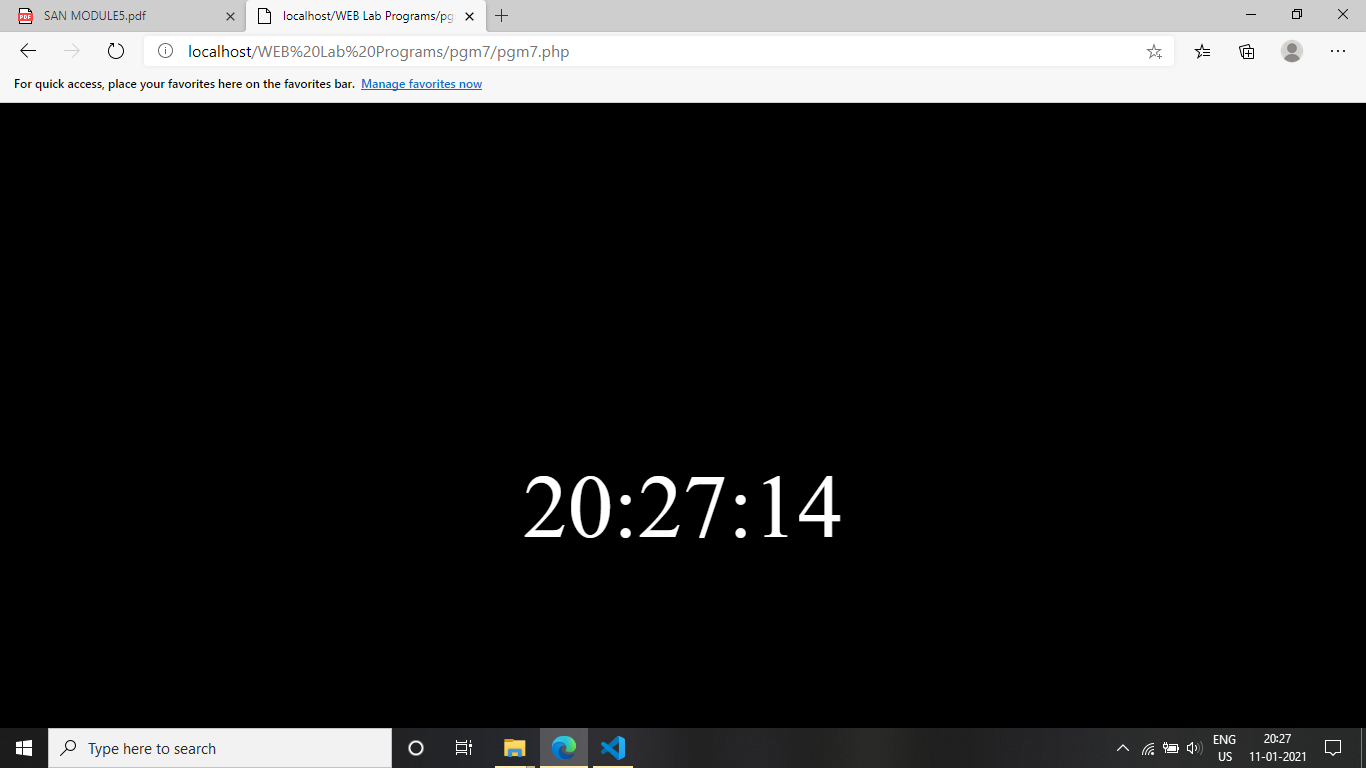 SAN MODULE5.pdf
localhost/WEB Lab Programs/pg
localhost/WEB%20Lab%20Programs/pgm7/pgm7.php
For quick access, place your favorites here on the favorites bar. Manage favorites now
20:27:14
Type here to search
ENG
US
20:27
11-01-2021